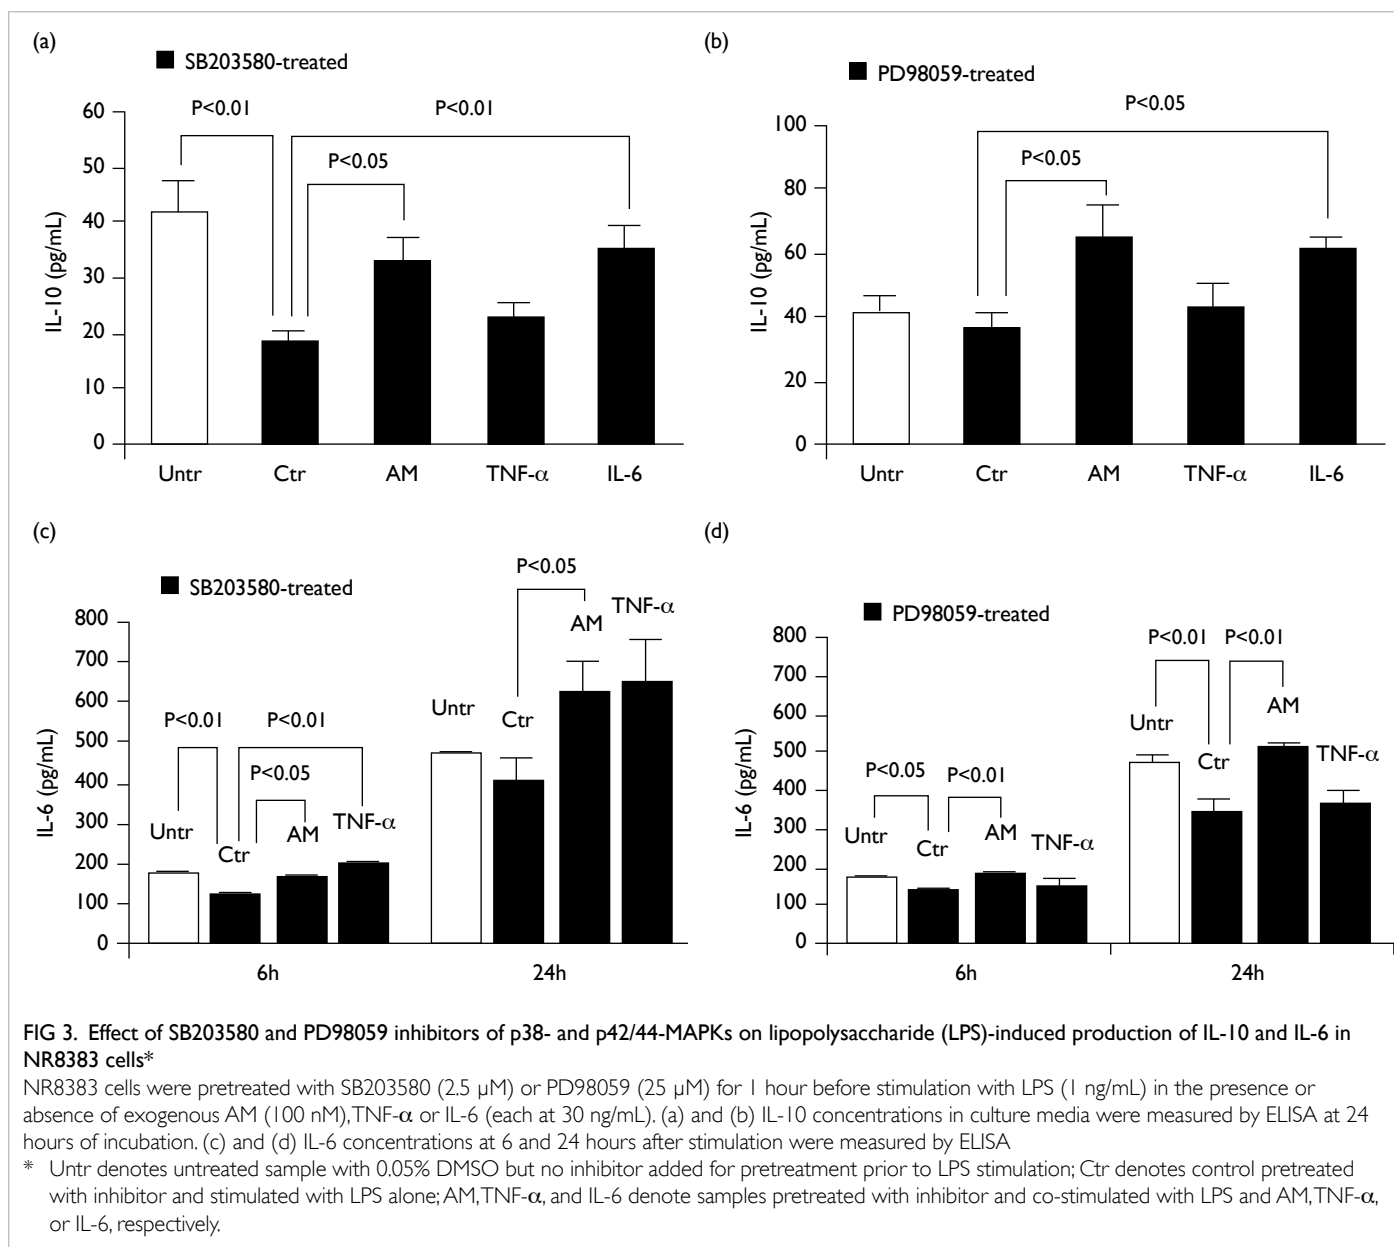 (a)
SB203580-treated
P<0.01
P<0.01
P<0.05
60
50
40
30
20
10
0
IL-10 (pg/mL)
Untr Ctr AM TNF-α IL-6
(b)
PD98059-treated
P<0.05
P<0.05
100
80
60
40
20
0
IL-10 (pg/mL)
Untr Ctr AM TNF-α IL-6
(c)
SB203580-treated
P<0.05
800
700
600
500
400
300
200
100
0
IL-6 (pg/mL)
P<0.01 P<0.01
P<0.05
Untr Ctr AM TNF-α
Untr Ctr AM TNF-α
6h 24h
(d)
PD98059-treated
800
700
600
500
400
300
200
100
0
IL-6 (pg/mL)
P<0.05 P<0.01
P<0.01 P<0.01
Untr Ctr AM TNF-α
Untr Ctr AM TNF-α
6h 24h
FIG 3. Effect of SB203580 and PD98059 inhibitors of p38- and p42/44-MAPKs on lipopolysaccharide (LPS)-induced production of IL-10 and IL-6 in
NR8383 cells*
NR8383 cells were pretreated with SB203580 (2.5 µM) or PD98059 (25 µM) for 1 hour before stimulation with LPS (1 ng/mL) in the presence or
absence of exogenous AM (100 nM), TNF-α or IL-6 (each at 30 ng/mL). (a) and (b) IL-10 concentrations in culture media were measured by ELISA at 24
hours of incubation. (c) and (d) IL-6 concentrations at 6 and 24 hours after stimulation were measured by ELISA
* Untr denotes untreated sample with 0.05% DMSO but no inhibitor added for pretreatment prior to LPS stimulation; Ctr denotes control pretreated
with inhibitor and stimulated with LPS alone; AM, TNF-α, and IL-6 denote samples pretreated with inhibitor and co-stimulated with LPS and AM, TNF-α,
or IL-6, respectively.